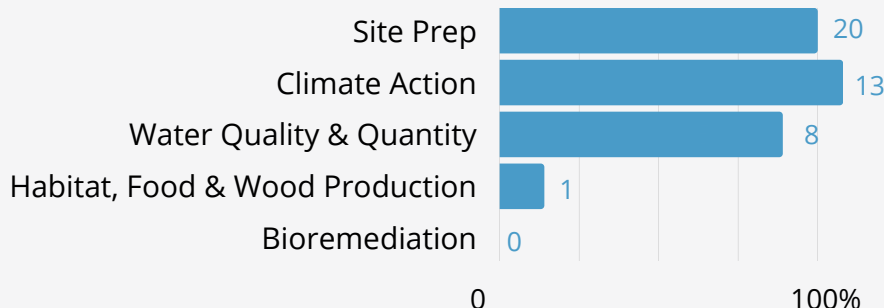 Site Prep 20
Climate Action 13
Water Quality & Quantity 8
Habitat, Food & Wood Production 1
Bioremediation 0
0 100%